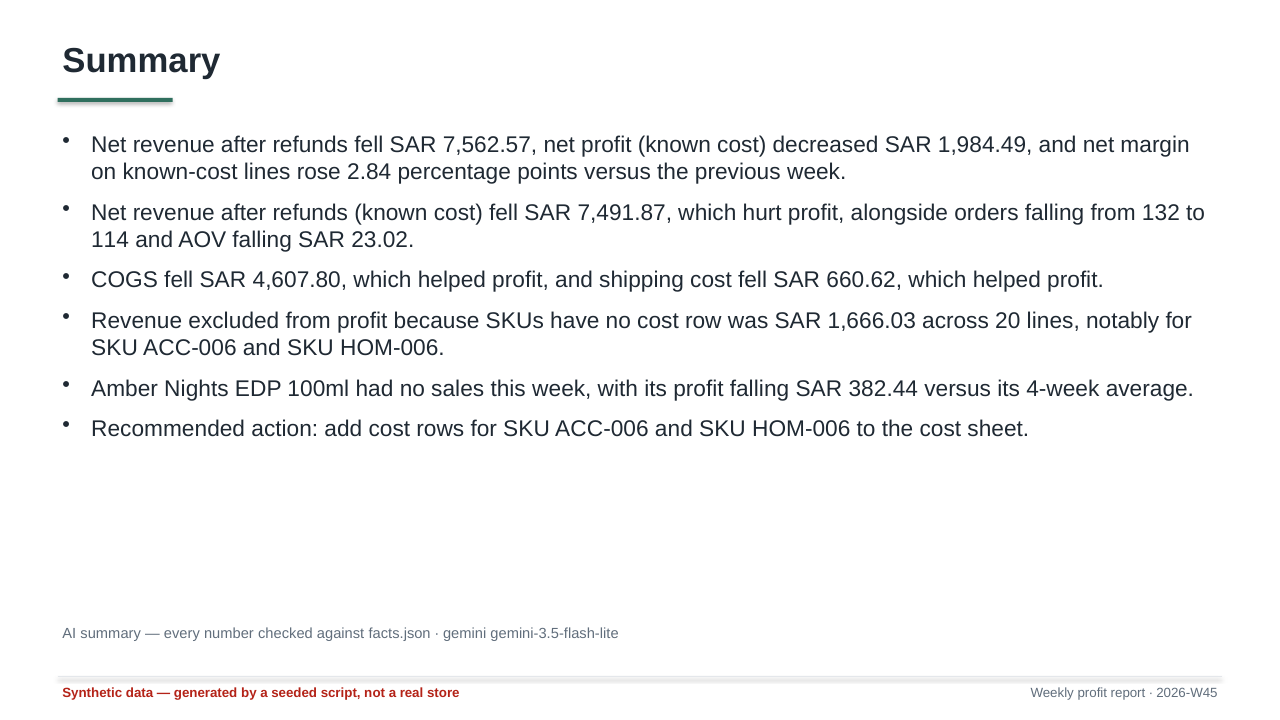 Summary
• Net revenue after refunds fell SAR 7,562.57, net profit (known cost) decreased SAR 1,984.49, and net margin
on known-cost lines rose 2.84 percentage points versus the previous week.
• Net revenue after refunds (known cost) fell SAR 7,491.87, which hurt profit, alongside orders falling from 132 to
114 and AOV falling SAR 23.02.
• COGS fell SAR 4,607.80, which helped profit, and shipping cost fell SAR 660.62, which helped profit.
• Revenue excluded from profit because SKUs have no cost row was SAR 1,666.03 across 20 lines, notably for
SKU ACC-006 and SKU HOM-006.
• Amber Nights EDP 100ml had no sales this week, with its profit falling SAR 382.44 versus its 4-week average.
• Recommended action: add cost rows for SKU ACC-006 and SKU HOM-006 to the cost sheet.
AI summary — every number checked against facts.json · gemini gemini-3.5-flash-lite
Synthetic data — generated by a seeded script, not a real store
Weekly profit report · 2026-W45